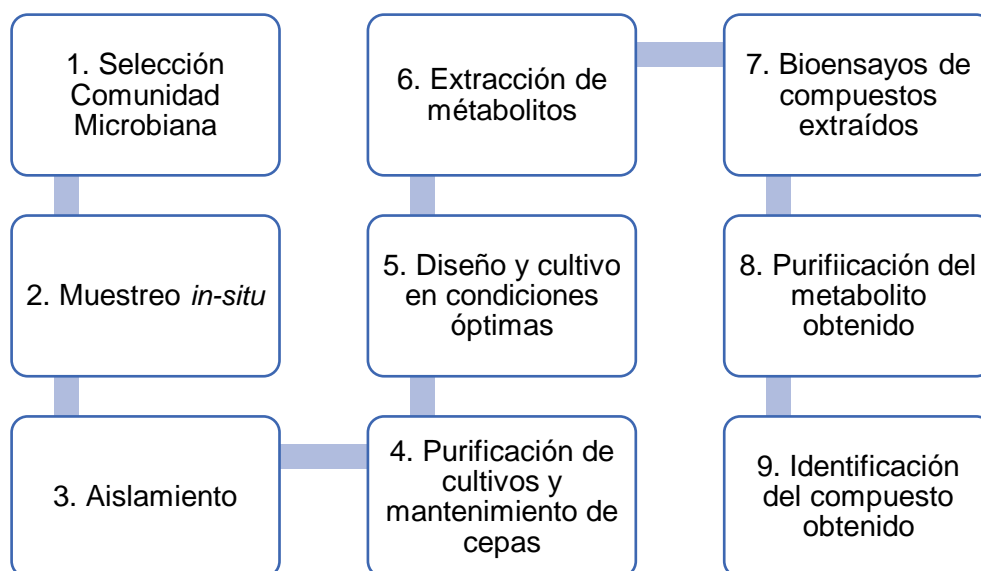 1. Selección
Comunidad
Microbiana
2. Muestreo in-situ
3. Aislamiento
4. Purificación de
cultivos y
mantenimiento de
cepas
5. Diseño y cultivo
en condiciones
óptimas
6. Extracción de
métabolitos
7. Bioensayos de
compuestos
extraídos
8. Purifiicación del
metabolito
obtenido
9. Identificación
del compuesto
obtenido